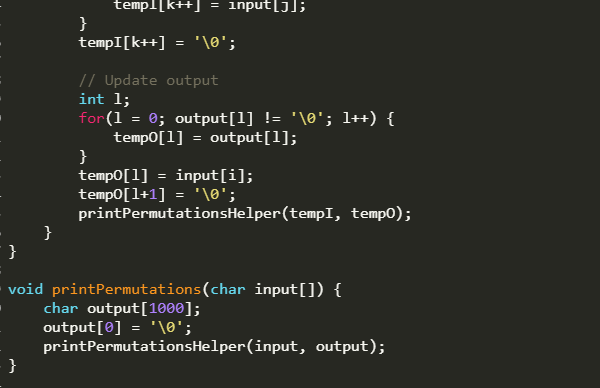 tempI[k++] = input[j];
}
tempI[k++] = '\0';
// Update output
int l;
for(l = 0; output[l] != '\0'; l++) {
tempO[l] = output[l];
}
tempO[l] = input[i];
tempO[l+1] = '\0';
printPermutationsHelper(tempI, tempO);
}
}
void printPermutations(char input[]) {
char output[1000];
output[0] = '\0';
printPermutationsHelper(input, output);
}